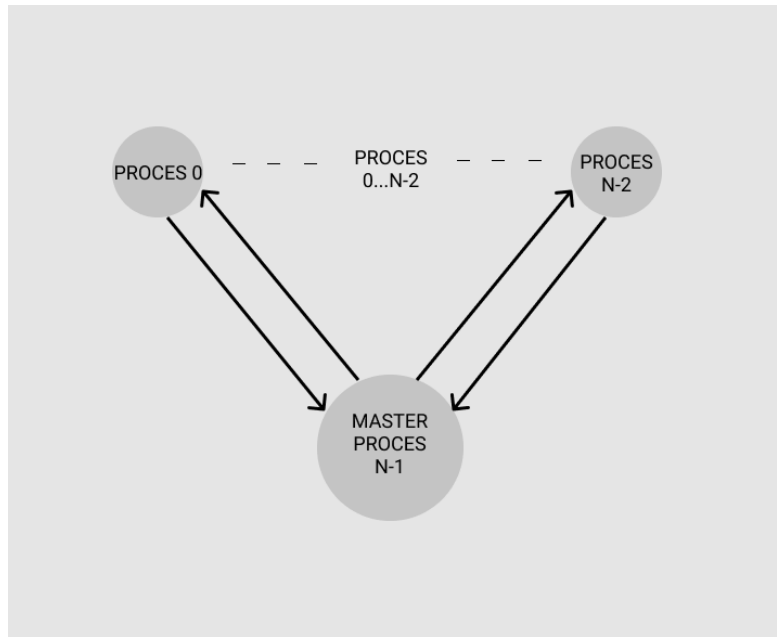 PROCES 0
PROCES
0...N-2
PROCES
N-2
MASTER
PROCES
N-1